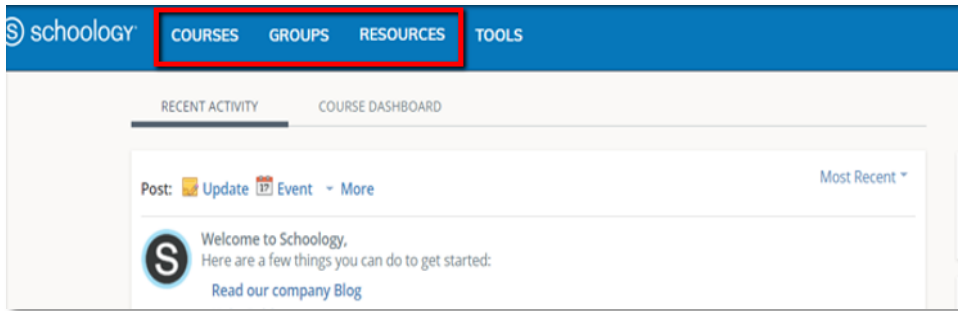 S schoology COURSES GROUPS RESOURCES TOOLS
RECENT ACTIVITY COURSE DASHBOARD
Post: Update 17 Event More Most Recent
S
Welcome to Schoology,
Here are a few things you can do to get started:
Read our company Blog